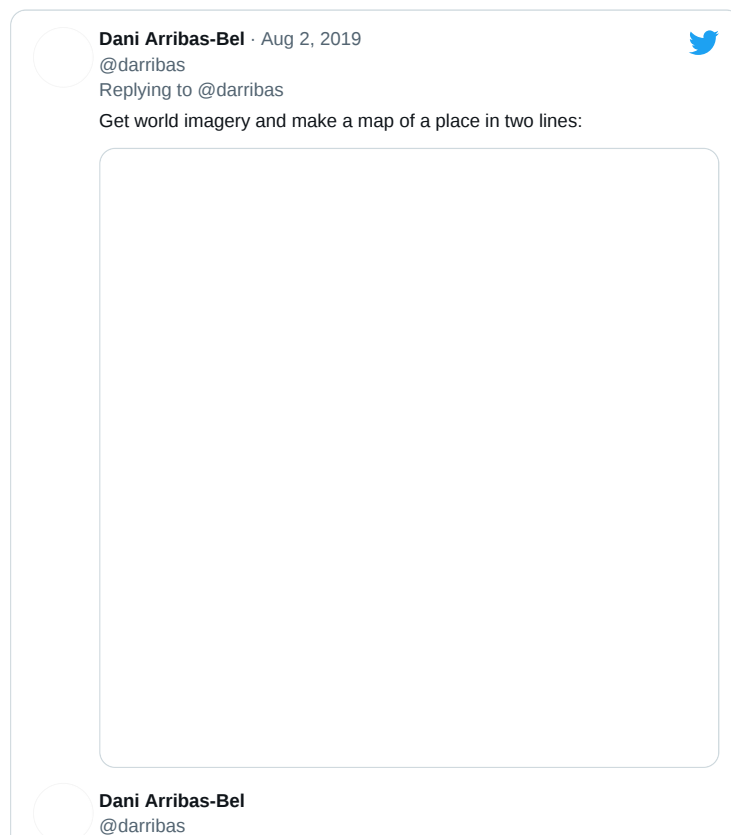 Dani Arribas-Bel · Aug 2, 2019
@darribas
Replying to @darribas
Get world imagery and make a map of a place in two lines:
Dani Arribas-Bel
@darribas